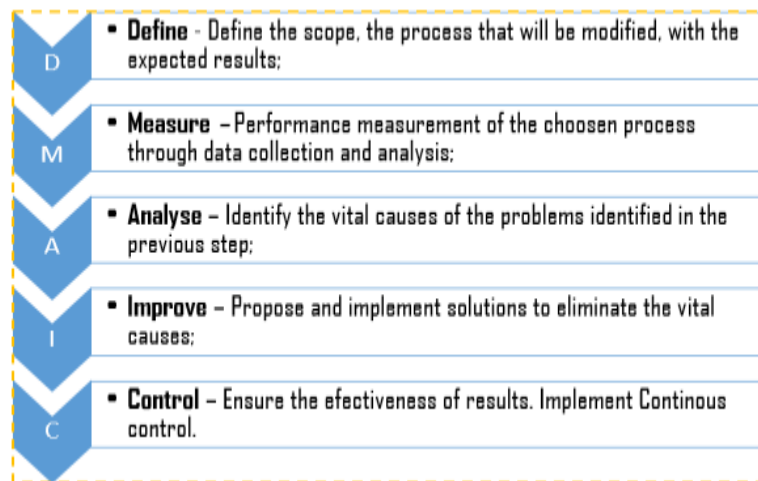 D
▪ Define - Define the scope, the process that will be modified, with the
expected results;
M
▪ Measure – Performance measurement of the choosen process
through data collection and analysis;
A
▪ Analyse – Identify the vital causes of the problems identified in the
previous step;
I
▪ Improve – Propose and implement solutions to eliminate the vital
causes;
C
▪ Control – Ensure the efectiveness of results. Implement Continous
control.